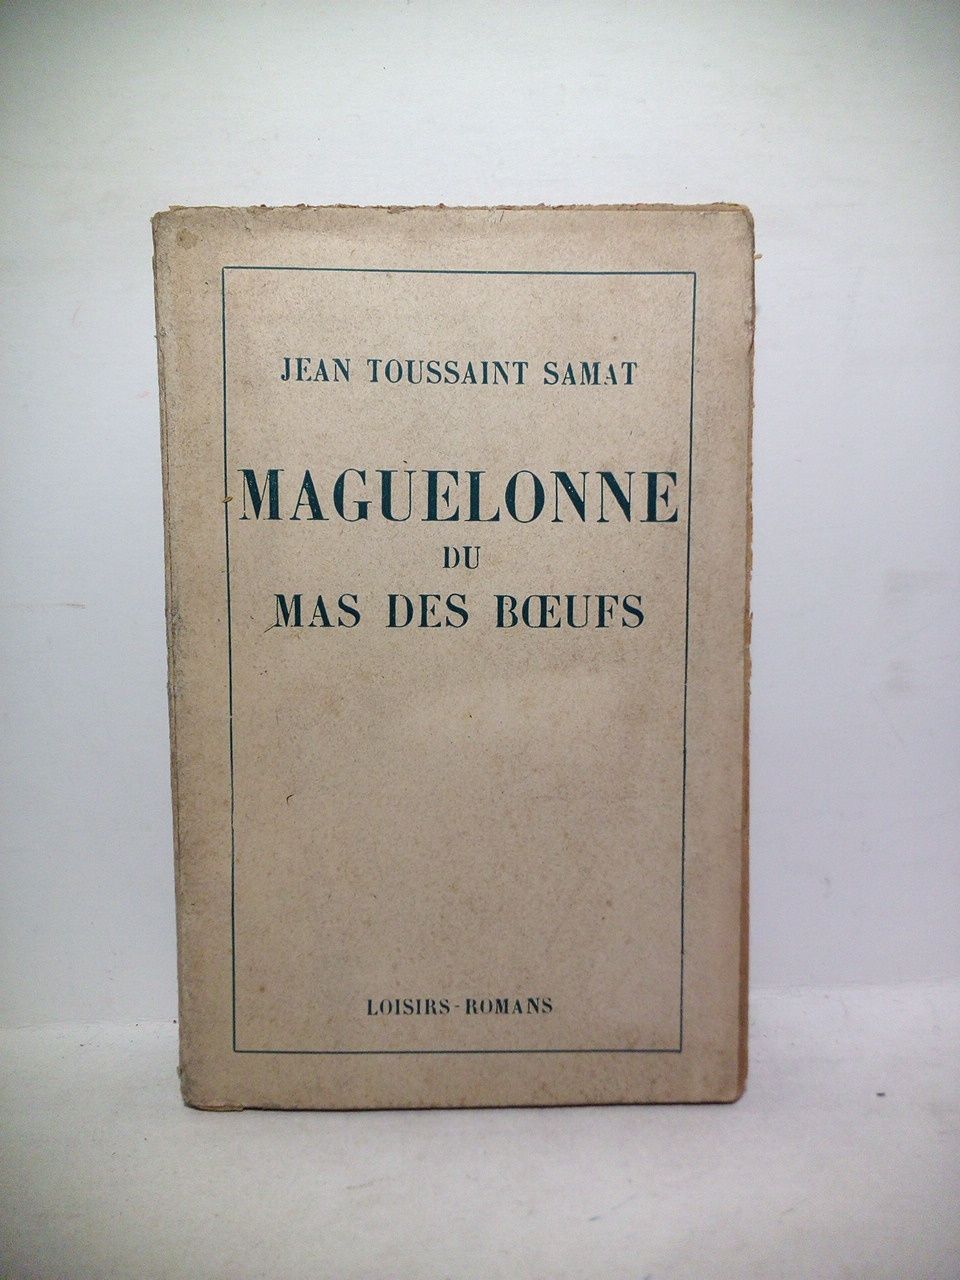 JEAN TOUSSAINT SAMAT
MAGUELONNE
DU
MAS DES BŒUFS
LOISIRS-ROMANS